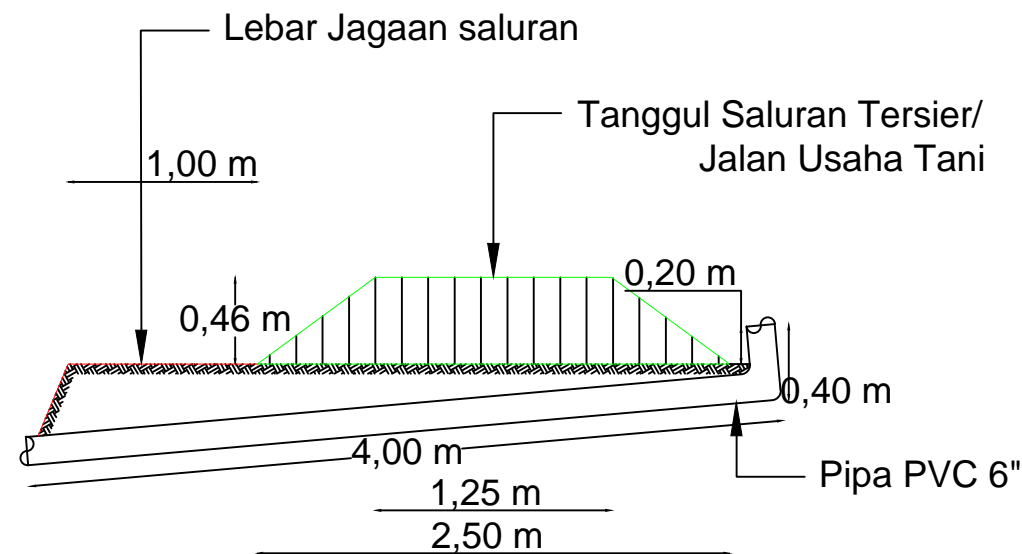 Lebar Jagaan saluran
Tanggul Saluran Tersier/
Jalan Usaha Tani
1,00 m
0,20 m
0,46 m
0,40 m
4,00 m
Pipa PVC 6"
1,25 m
2,50 m